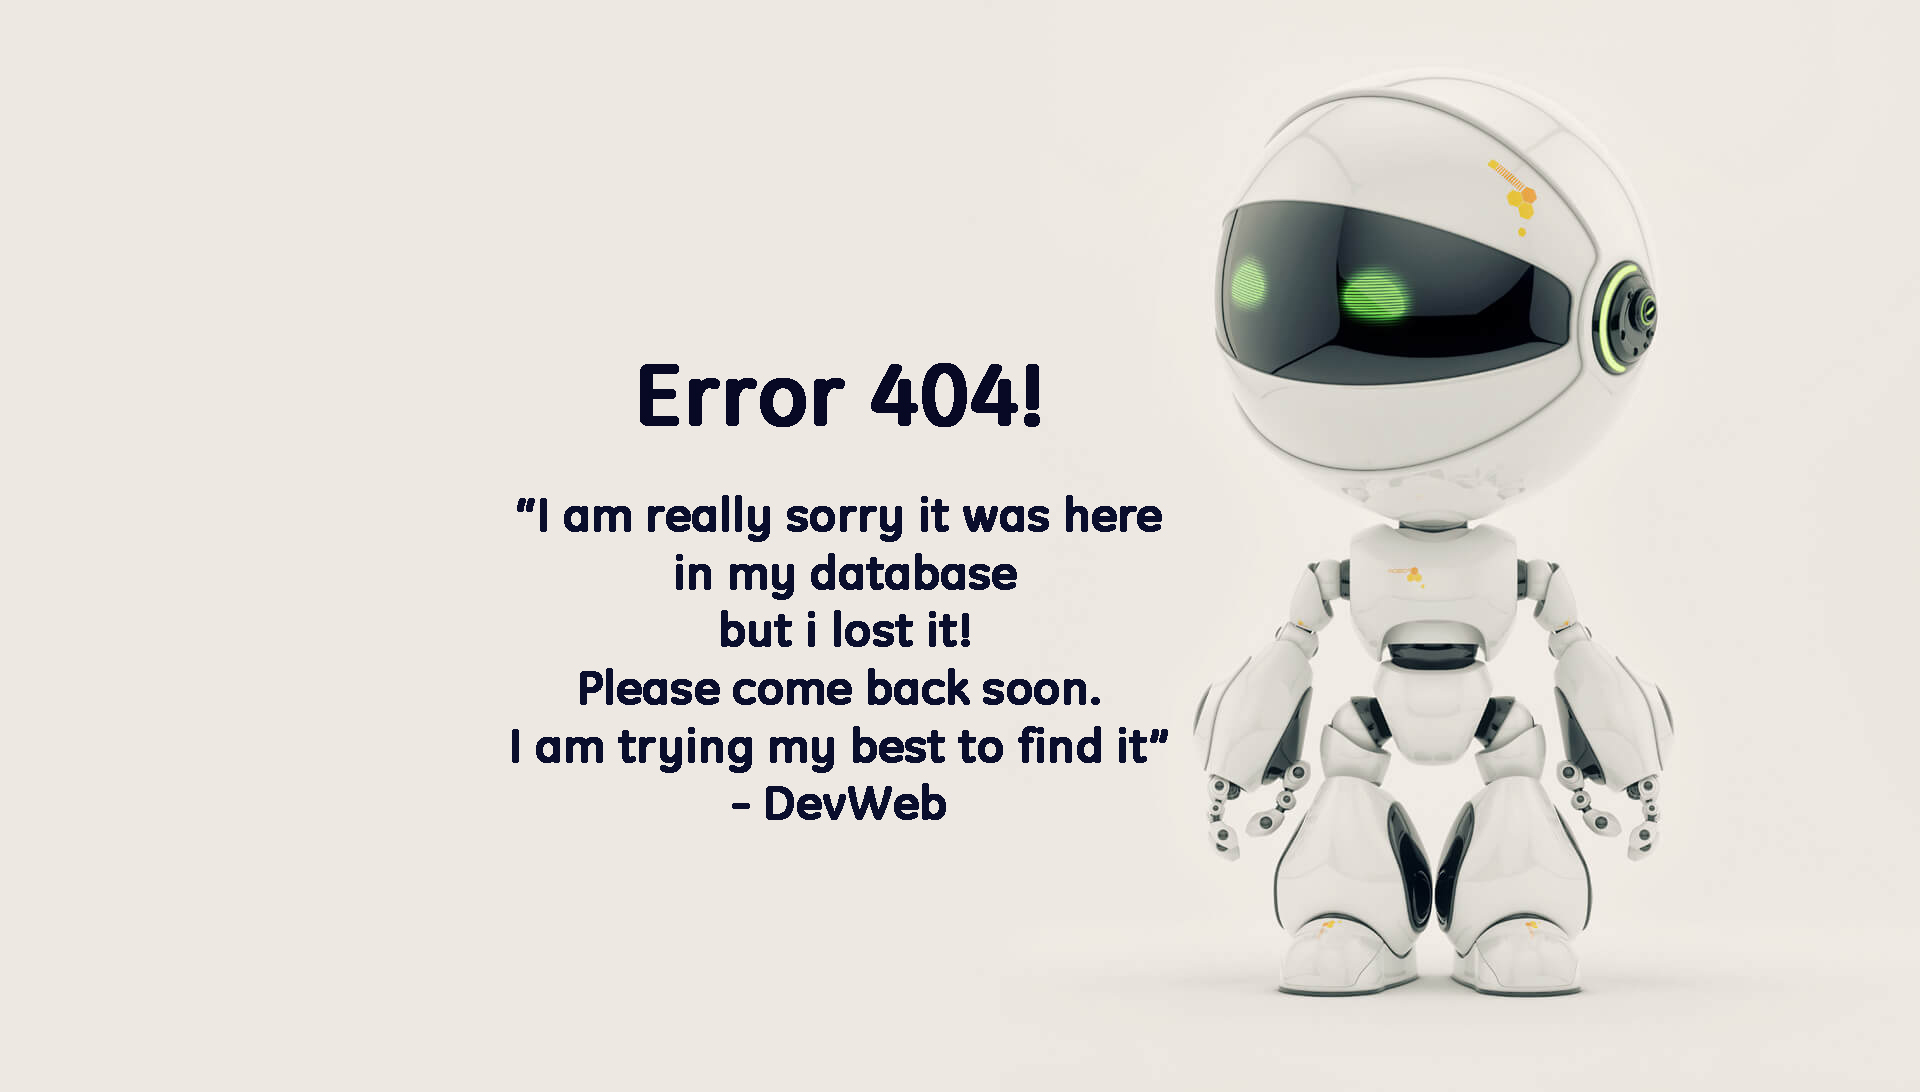 Error 404!
“I am really sorry it was here
in my database
but i lost it!
Please come back soon.
I am trying my best to find it”
- DevWeb